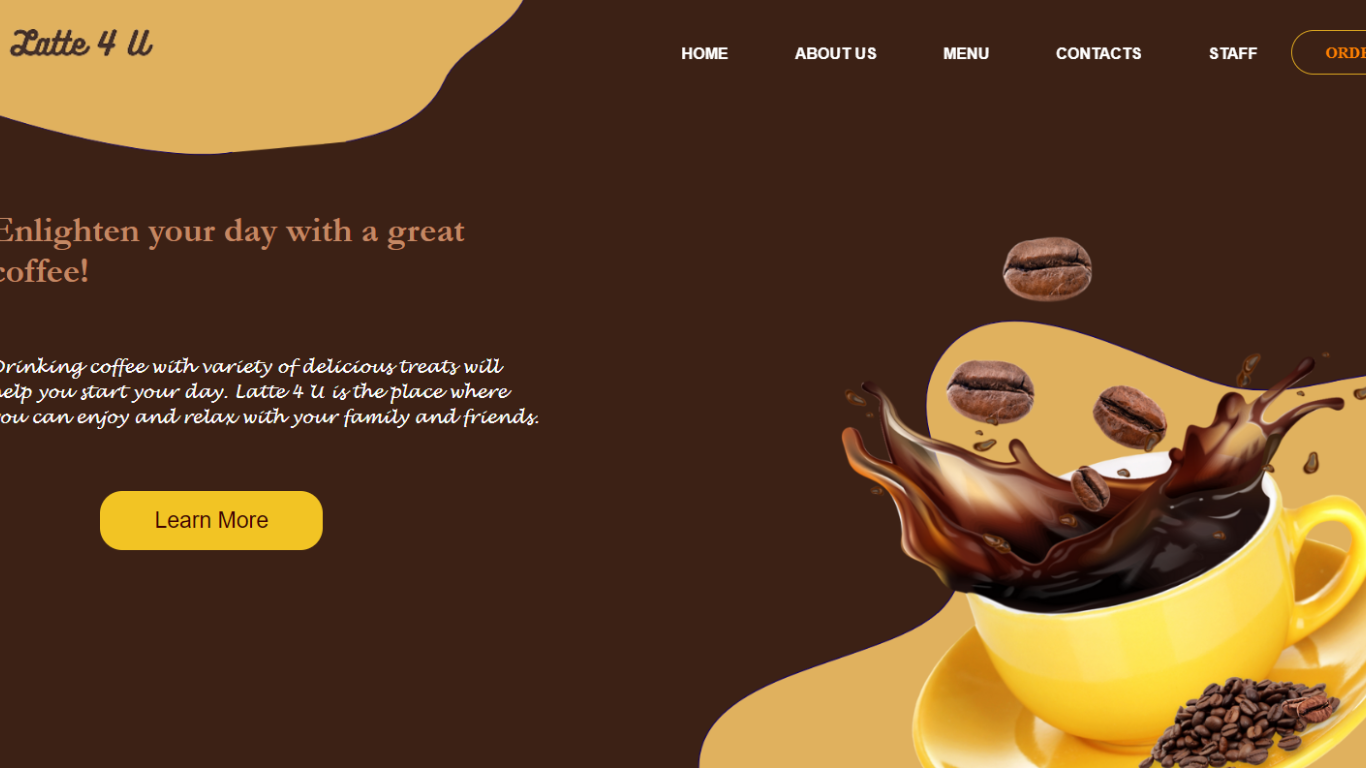 Latte 4 U
HOME ABOUT US MENU CONTACTS STAFF ORDE
Enlighten your day with a great
coffee!
Drinking coffee with variety of delicious treats will
help you start your day. Latte 4 U is the place where
you can enjoy and relax with your family and friends.
Learn More